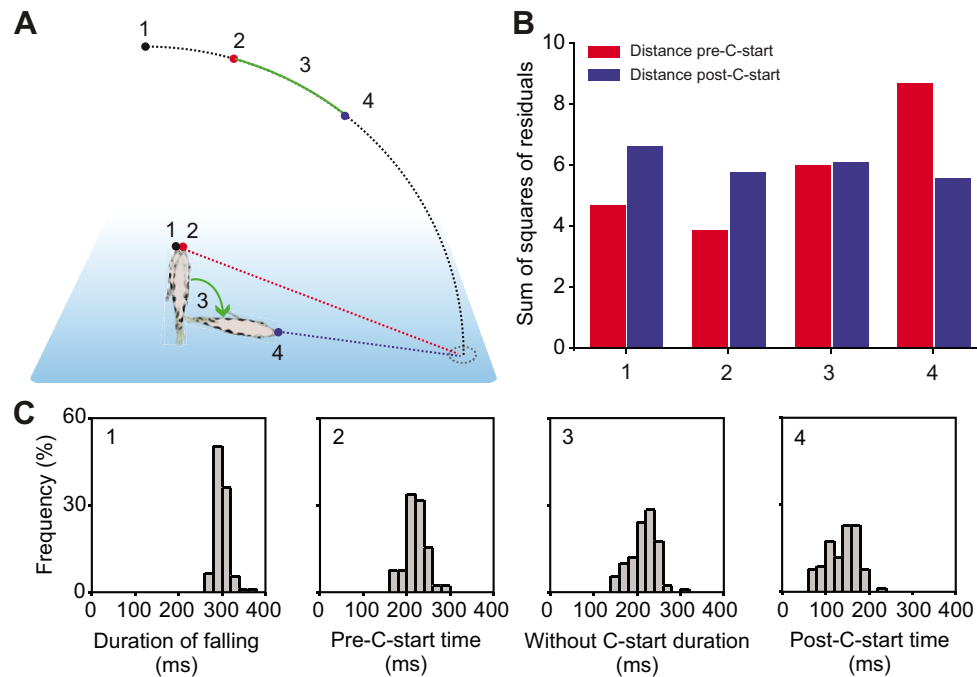 A
1
2
3
4
1 2
3
4
B
Sum of squares of residuals
10
8
6
4
2
0
Distance pre-C-start
Distance post-C-start
1 2 3 4
C
Frequency (%)
60
30
0
1
0 100 200 300 400
Duration of falling
(ms)
2
0 100 200 300 400
Pre-C-start time
(ms)
3
0 100 200 300 400
Without C-start duration
(ms)
4
0 100 200 300 400
Post-C-start time
(ms)